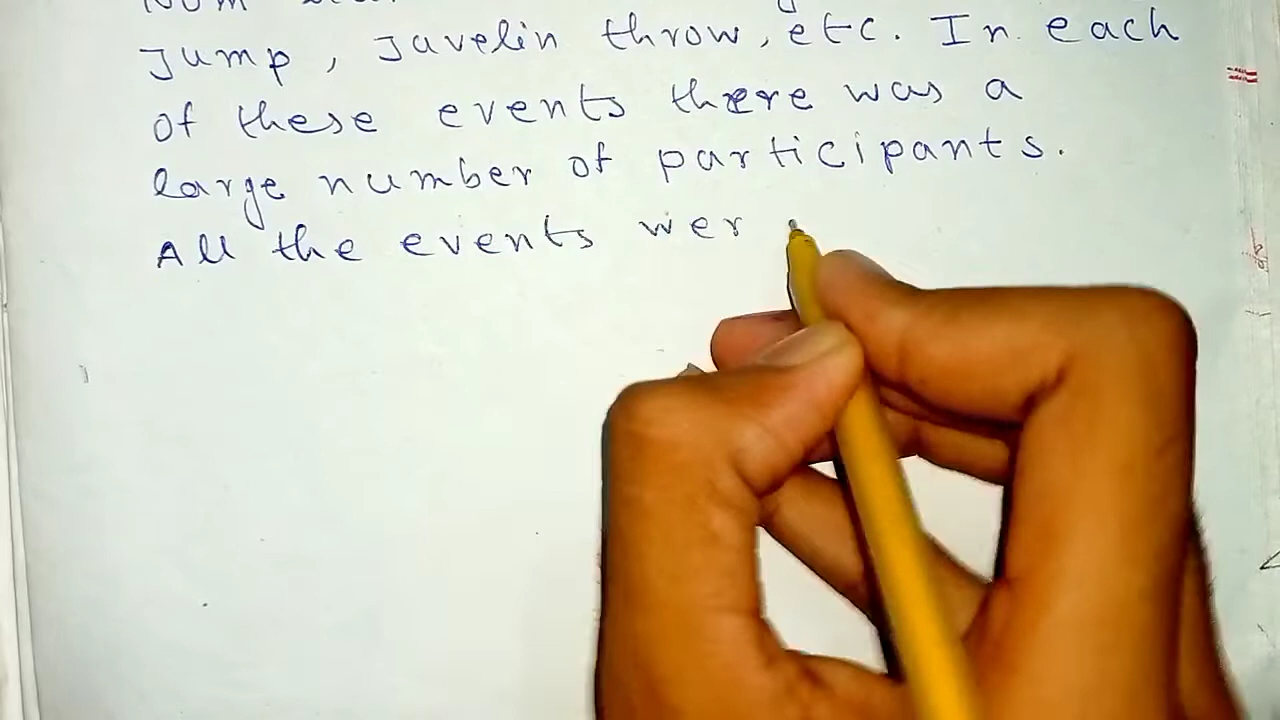 Jump, Javelin throw, etc. In each
of these events there was a
large number of participants.
All the events wer